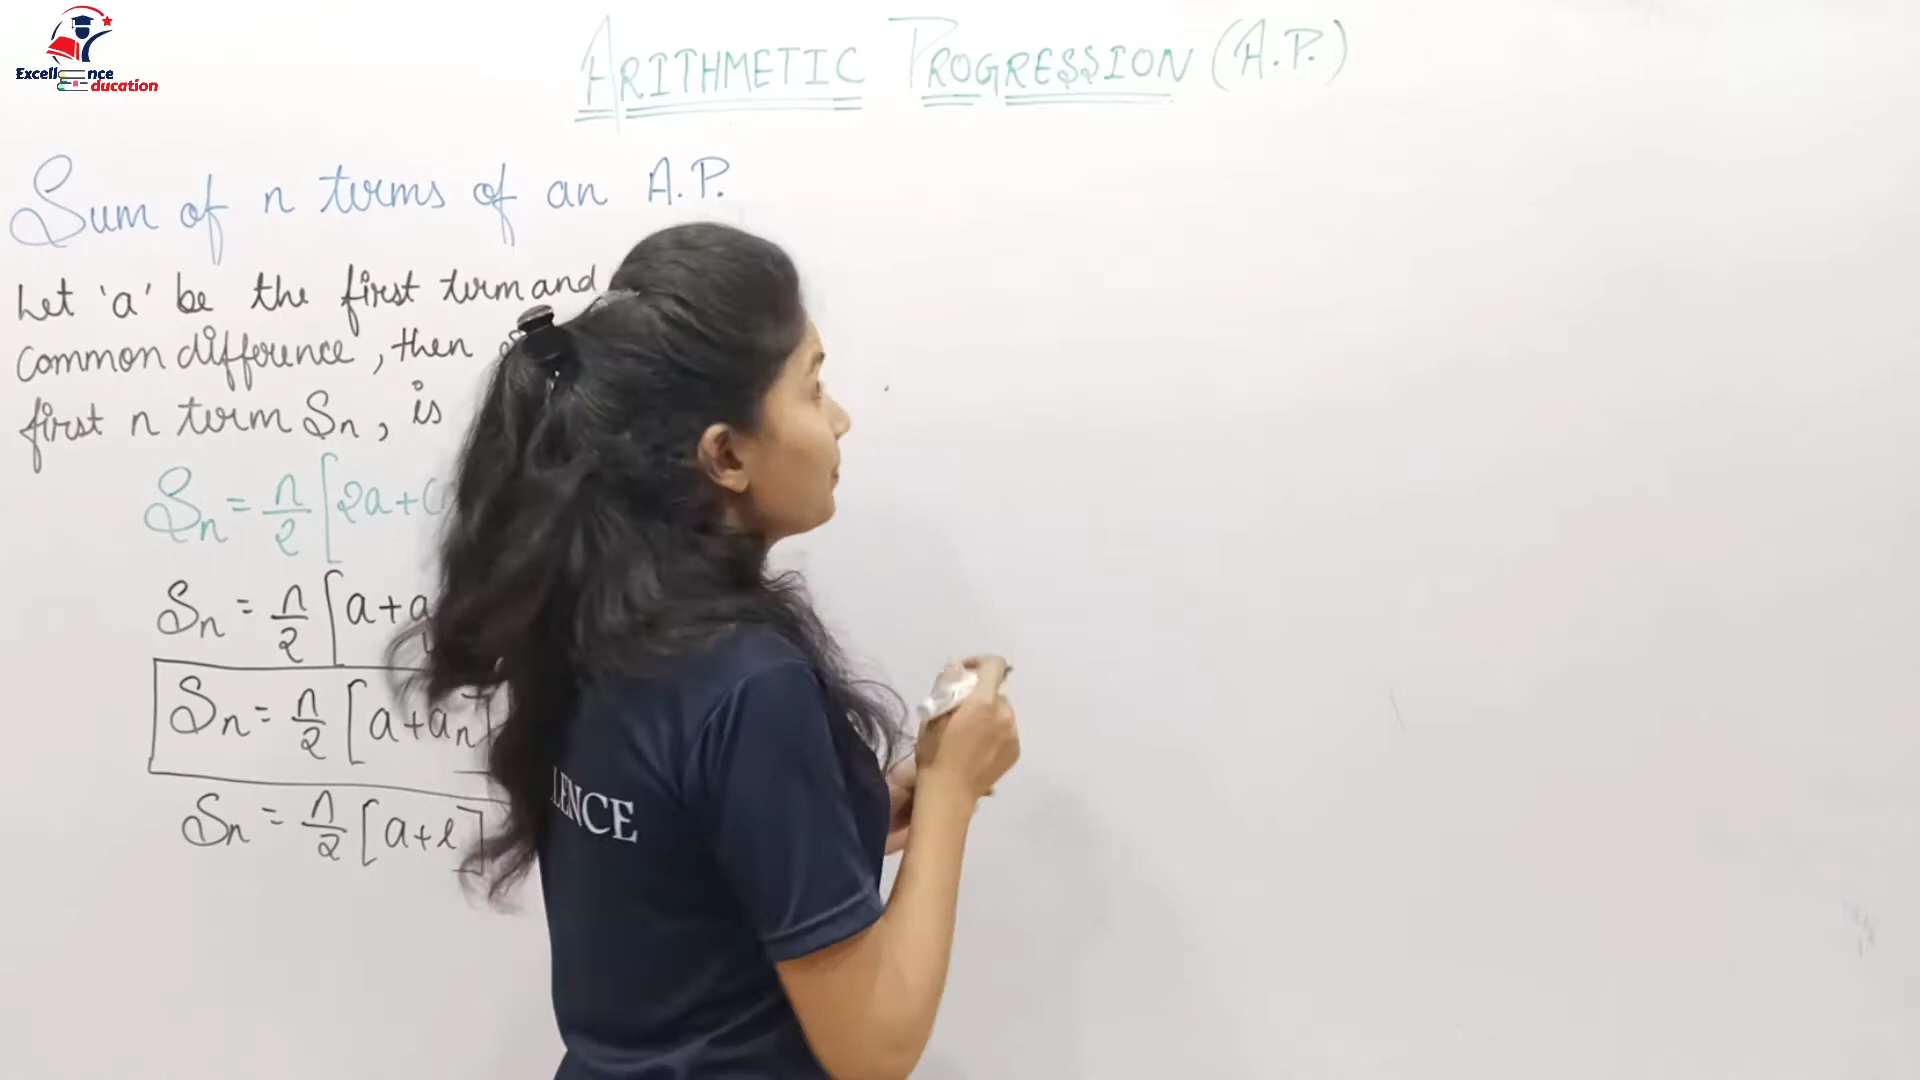 Excellence
Education
ARITHMETIC PROGRESSION (A.P.)
Sum of n terms of an A.P.
Let 'a' be the first term and
common difference, then
first n term Sn, is
Sn = n/2 [2a+(
Sn = n/2 [a+a
Sn = n/2 [a+an]
Sn = n/2 [a+l]
LENCE